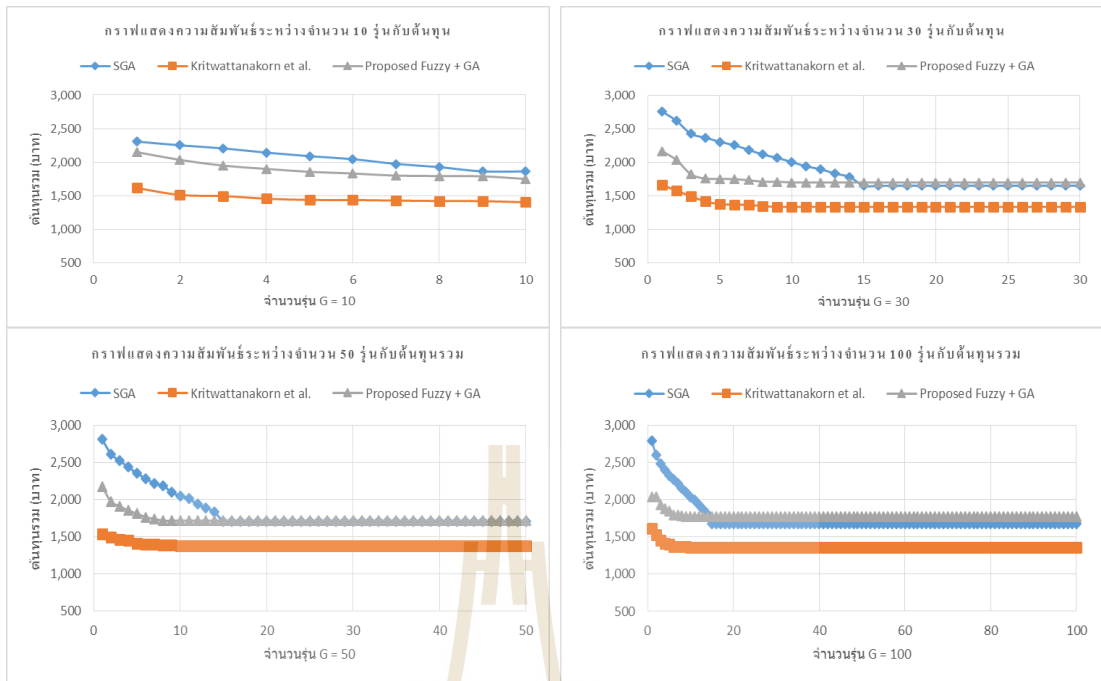 กราฟแสดงความสัมพันธ์ระหว่างจำนวน 10 รุ่นกับต้นทุน
SGA Kritwattanakorn et al. Proposed Fuzzy + GA
3,000
2,500
2,000
1,500
1,000
500
ต้นทุนรวม (บาท)
0 2 4 6 8 10
จำนวนรุ่น G = 10
กราฟแสดงความสัมพันธ์ระหว่างจำนวน 30 รุ่นกับต้นทุน
SGA Kritwattanakorn et al. Proposed Fuzzy + GA
3,000
2,500
2,000
1,500
1,000
500
ต้นทุนรวม (บาท)
0 5 10 15 20 25 30
จำนวนรุ่น G = 30
กราฟแสดงความสัมพันธ์ระหว่างจำนวน 50 รุ่นกับต้นทุนรวม
SGA Kritwattanakorn et al. Proposed Fuzzy + GA
3,000
2,500
2,000
1,500
1,000
500
ต้นทุนรวม (บาท)
0 10 20 30 40 50
จำนวนรุ่น G = 50
กราฟแสดงความสัมพันธ์ระหว่างจำนวน 100 รุ่นกับต้นทุนรวม
SGA Kritwattanakorn et al. Proposed Fuzzy + GA
3,000
2,500
2,000
1,500
1,000
500
ต้นทุนรวม (บาท)
0 20 40 60 80 100
จำนวนรุ่น G = 100